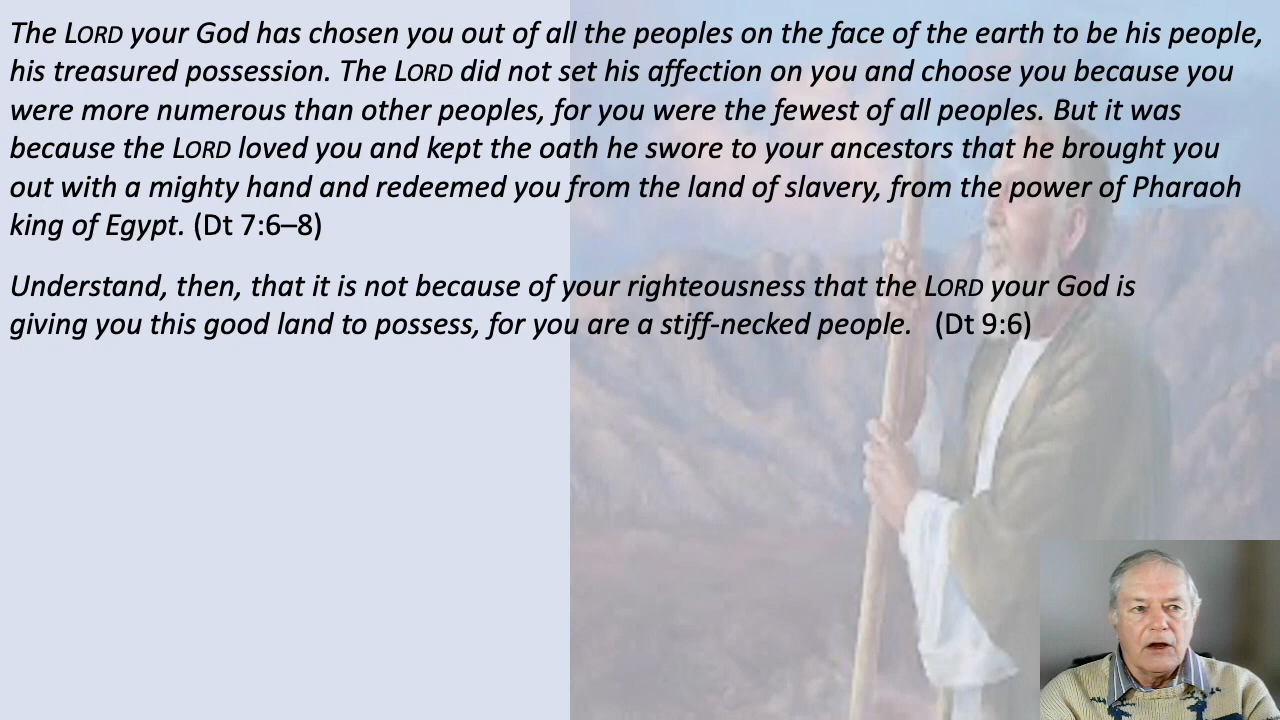 The LORD your God has chosen you out of all the peoples on the face of the earth to be his people,
his treasured possession. The LORD did not set his affection on you and choose you because you
were more numerous than other peoples, for you were the fewest of all peoples. But it was
because the LORD loved you and kept the oath he swore to your ancestors that he brought you
out with a mighty hand and redeemed you from the land of slavery, from the power of Pharaoh
king of Egypt. (Dt 7:6–8)
Understand, then, that it is not because of your righteousness that the LORD your God is
giving you this good land to possess, for you are a stiff-necked people. (Dt 9:6)